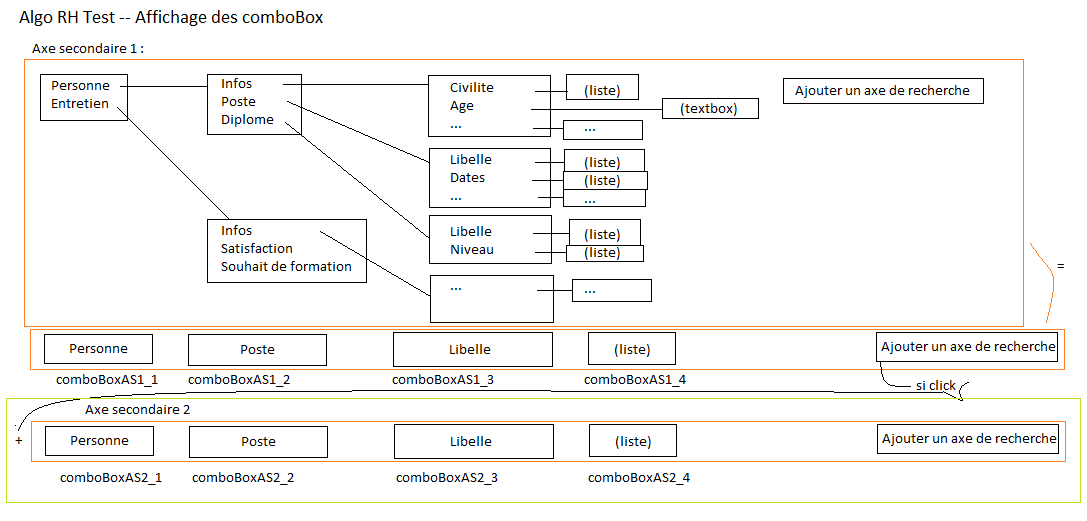 Algo RH Test -- Affichage des comboBox
Axe secondaire 1 :
Personne
Entretien
Infos
Poste
Diplome
Civilite
Age
...
(liste)
(textbox)
...
Ajouter un axe de recherche
Libelle
Dates
...
(liste)
(liste)
...
Libelle
Niveau
(liste)
(liste)
Infos
Satisfaction
Souhait de formation
...
...
=
Personne
Poste
Libelle
(liste)
Ajouter un axe de recherche
comboBoxAS1_1
comboBoxAS1_2
comboBoxAS1_3
comboBoxAS1_4
si click
Axe secondaire 2
+
Personne
Poste
Libelle
(liste)
Ajouter un axe de recherche
comboBoxAS2_1
comboBoxAS2_2
comboBoxAS2_3
comboBoxAS2_4